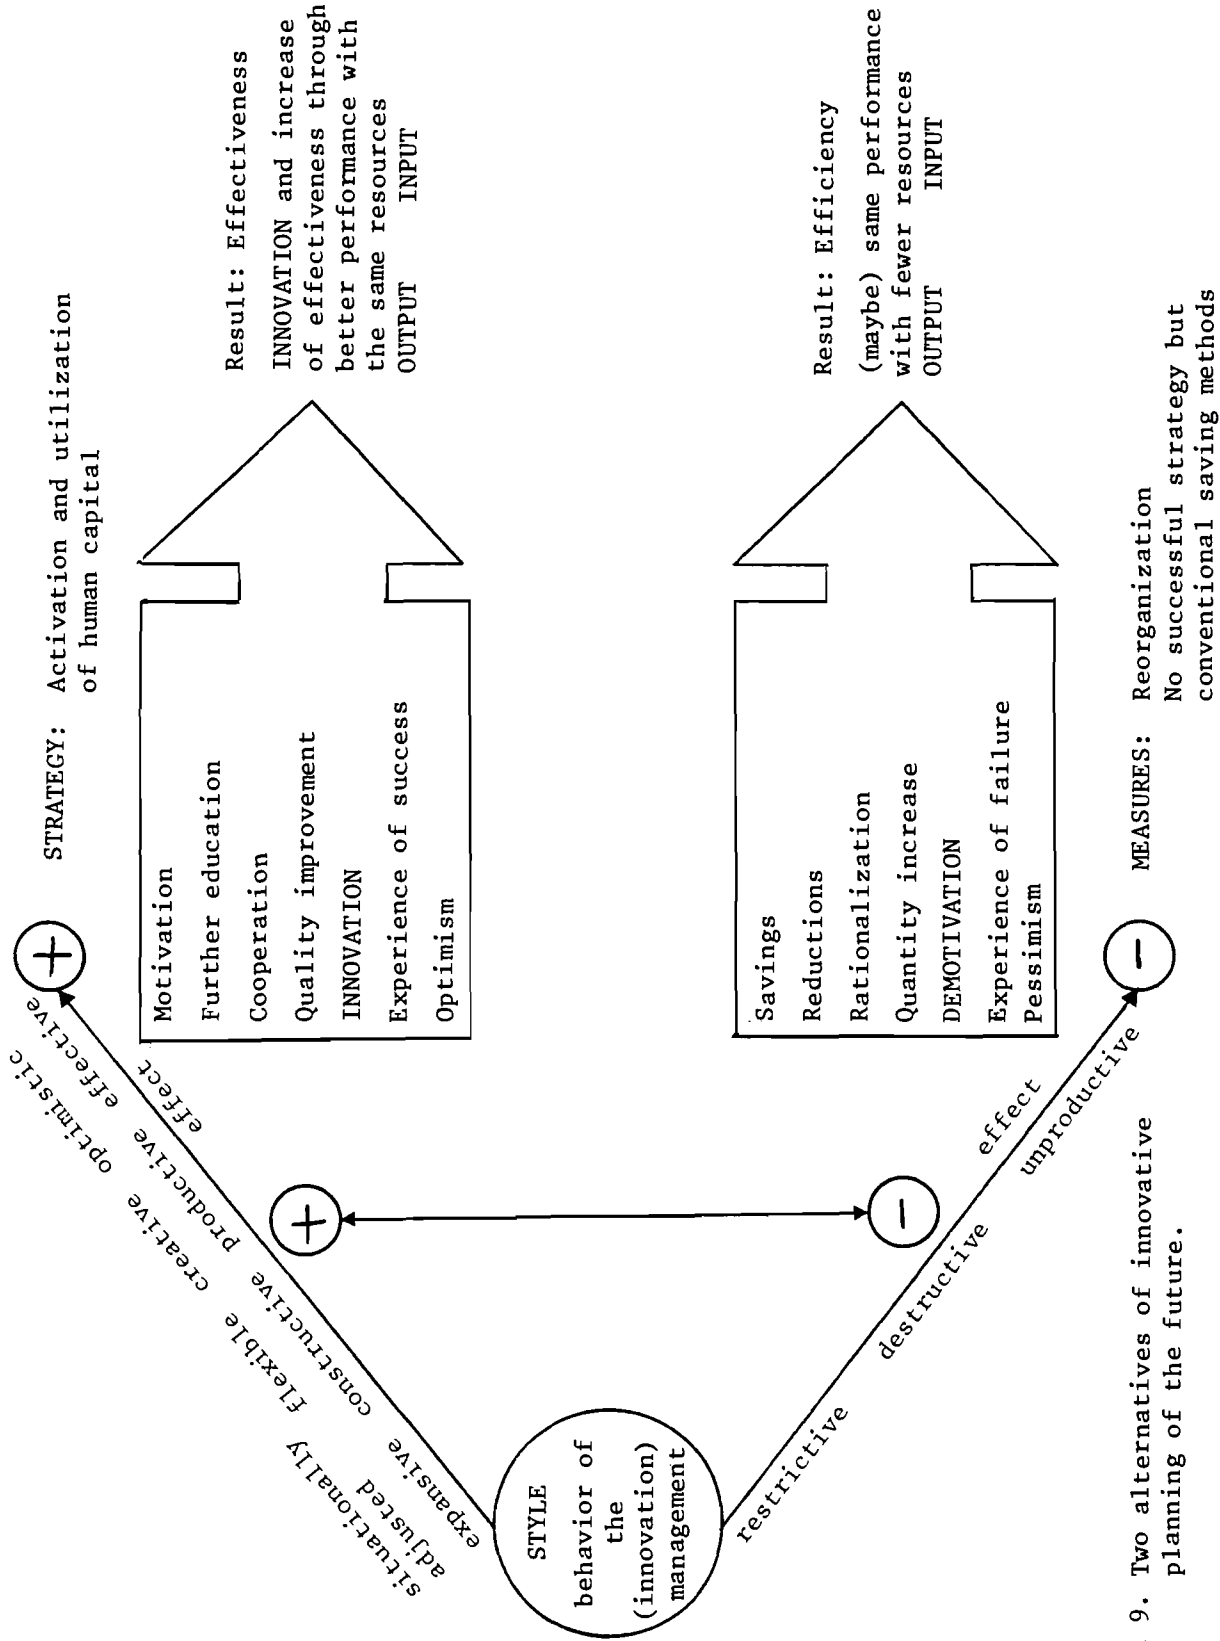 STRATEGY: Activation and utilization
of human capital
+
situationally flexible creative optimistic
adjusted
expansive constructive productive effective effective
effect
Motivation
Further education
Cooperation
Quality improvement
INNOVATION
Experience of success
Optimism
Result: Effectiveness
INNOVATION and increase
of effectiveness through
better performance with
the same resources
OUTPUT INPUT
+
STYLE
behavior of
the
(innovation)
management
−
Savings
Reductions
Rationalization
Quantity increase
DEMOTIVATION
Experience of failure
Pessimism
Result: Efficiency
(maybe) same performance
with fewer resources
OUTPUT INPUT
effect
restrictive destructive unproductive
−
MEASURES: Reorganization
No successful strategy but
conventional saving methods
9. Two alternatives of innovative
planning of the future.